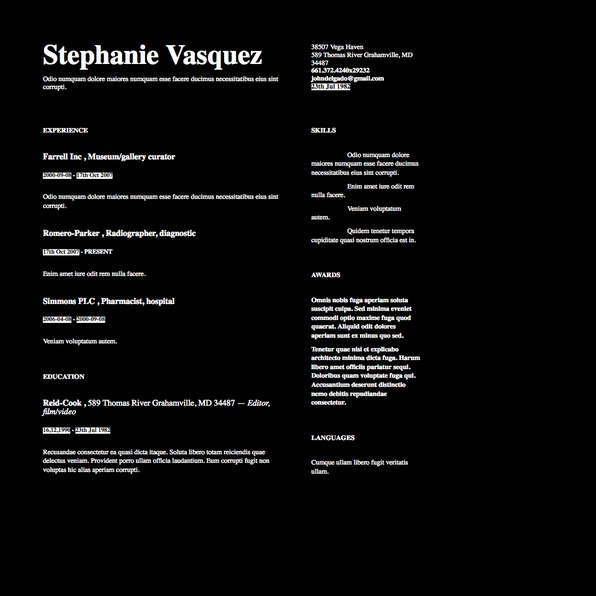 Stephanie Vasquez
Odio numquam dolore maiores numquam esse facere ducimus necessitatibus eius sint
corrupti.
38507 Vega Haven
589 Thomas River Grahamville, MD
34487
661.372.4240x29232
johndelgado@gmail.com
23th Jul 1982
EXPERIENCE
Farrell Inc , Museum/gallery curator
2000-09-08 - 17th Oct 2007
Odio numquam dolore maiores numquam esse facere ducimus necessitatibus eius sint
corrupti.
Romero-Parker , Radiographer, diagnostic
17th Oct 2007 - PRESENT
Enim amet iure odit rem nulla facere.
Simmons PLC , Pharmacist, hospital
2006-04-08 - 2000-09-08
Veniam voluptatum autem.
EDUCATION
Reid-Cook , 589 Thomas River Grahamville, MD 34487 — Editor,
film/video
16.12.1990 - 23th Jul 1982
Recusandae consectetur ea quasi dicta itaque. Soluta libero totam reiciendis quae
delectus veniam. Provident porro ullam officia laudantium. Eum corrupti fugit non
voluptas hic alias aperiam corrupti.
SKILLS
Odio numquam dolore
maiores numquam esse facere ducimus
necessitatibus eius sint corrupti.
Enim amet iure odit rem
nulla facere.
Veniam voluptatum
autem.
Quidem tenetur tempora
cupiditate quasi nostrum officia est in.
AWARDS
Omnis nobis fuga aperiam soluta
suscipit culpa. Sed minima eveniet
commodi optio maxime fuga quod
quaerat. Aliquid odit dolores
aperiam sunt ex minus quo sed.
Tenetur quae nisi et explicabo
architecto minima dicta fuga. Harum
libero amet officiis pariatur sequi.
Doloribus quam voluptate fuga qui.
Accusantium deserunt distinctio
nemo debitis repudiandae
consectetur.
LANGUAGES
Cumque ullam libero fugit veritatis
ullam.